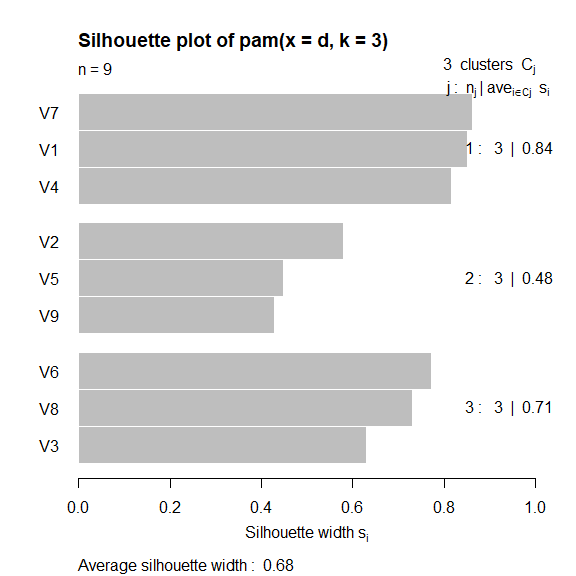 Silhouette plot of pam(x = d, k = 3)
n = 9
3 clusters Cj
j : nj | avei∈Cj si
V7
V1
1 : 3 | 0.84
V4
V2
V5
2 : 3 | 0.48
V9
V6
V8
3 : 3 | 0.71
V3
0.0 0.2 0.4 0.6 0.8 1.0
Silhouette width si
Average silhouette width : 0.68